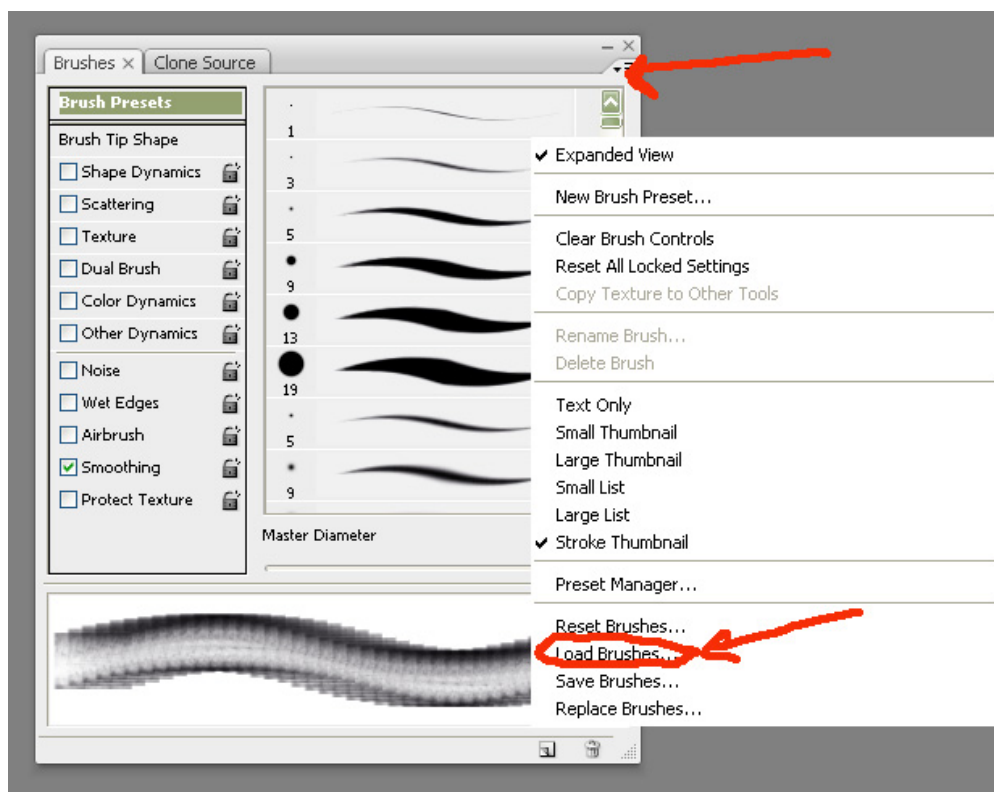 Brushes
Clone Source
Brush Presets
Brush Tip Shape
Shape Dynamics
Scattering
Texture
Dual Brush
Color Dynamics
Other Dynamics
Noise
Wet Edges
Airbrush
Smoothing
Protect Texture
1
3
5
9
13
19
5
9
Master Diameter
Expanded View
New Brush Preset...
Clear Brush Controls
Reset All Locked Settings
Copy Texture to Other Tools
Rename Brush...
Delete Brush
Text Only
Small Thumbnail
Large Thumbnail
Small List
Large List
Stroke Thumbnail
Preset Manager...
Reset Brushes...
Load Brushes...
Save Brushes...
Replace Brushes...